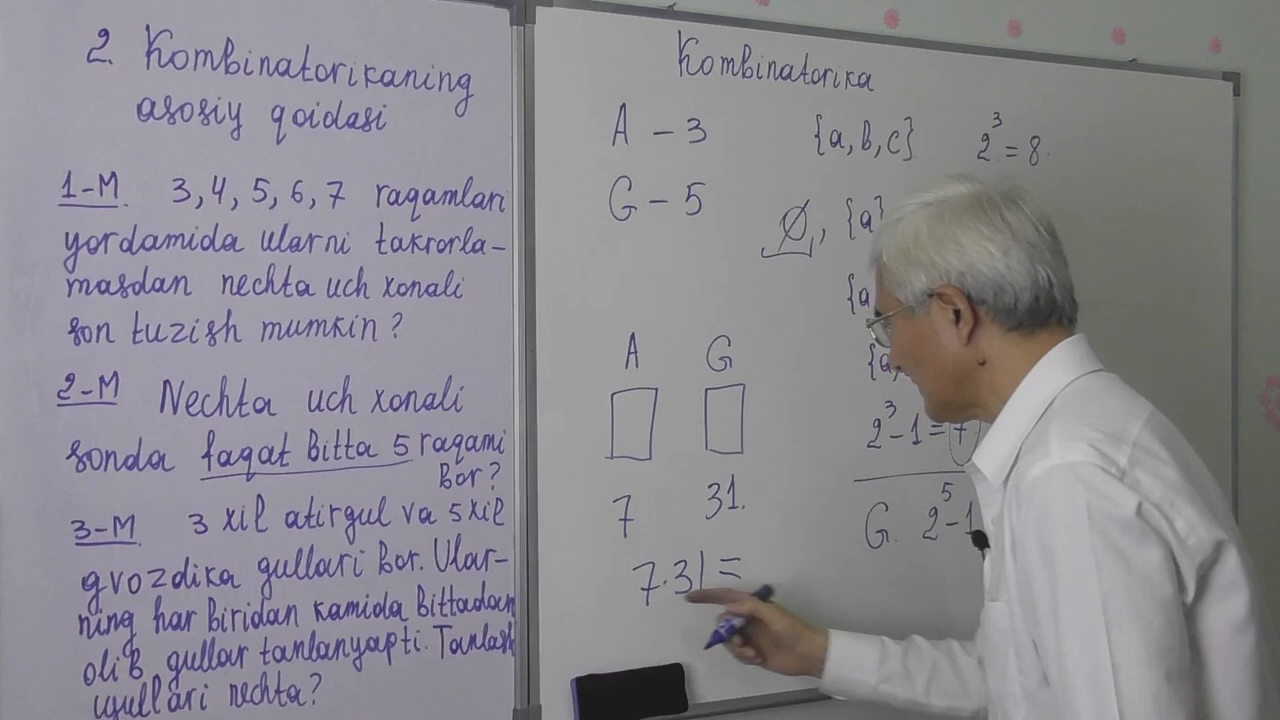 2. Kombinatorikaning
asosiy qoidasi
1-M. 3, 4, 5, 6, 7 raqamlari
yordamida ularni takrorla-
masdan nechta uch xonali
son tuzish mumkin?
2-M Nechta uch xonali
sonda faqat bitta 5 raqami
bor?
3-M. 3 xil atirgul va 5 xil
gvozdika gullari bor. Ular-
ning har biridan kamida bittadan
olib gullar tanlanyapti. Tanlash
usullari nechta?
Kombinatorika
A - 3
{a, b, c} 2³ = 8.
G - 5
∅, {a}
{a
{a,
A G
2³-1=7
7 31.
G. 2⁵-1
7·31=